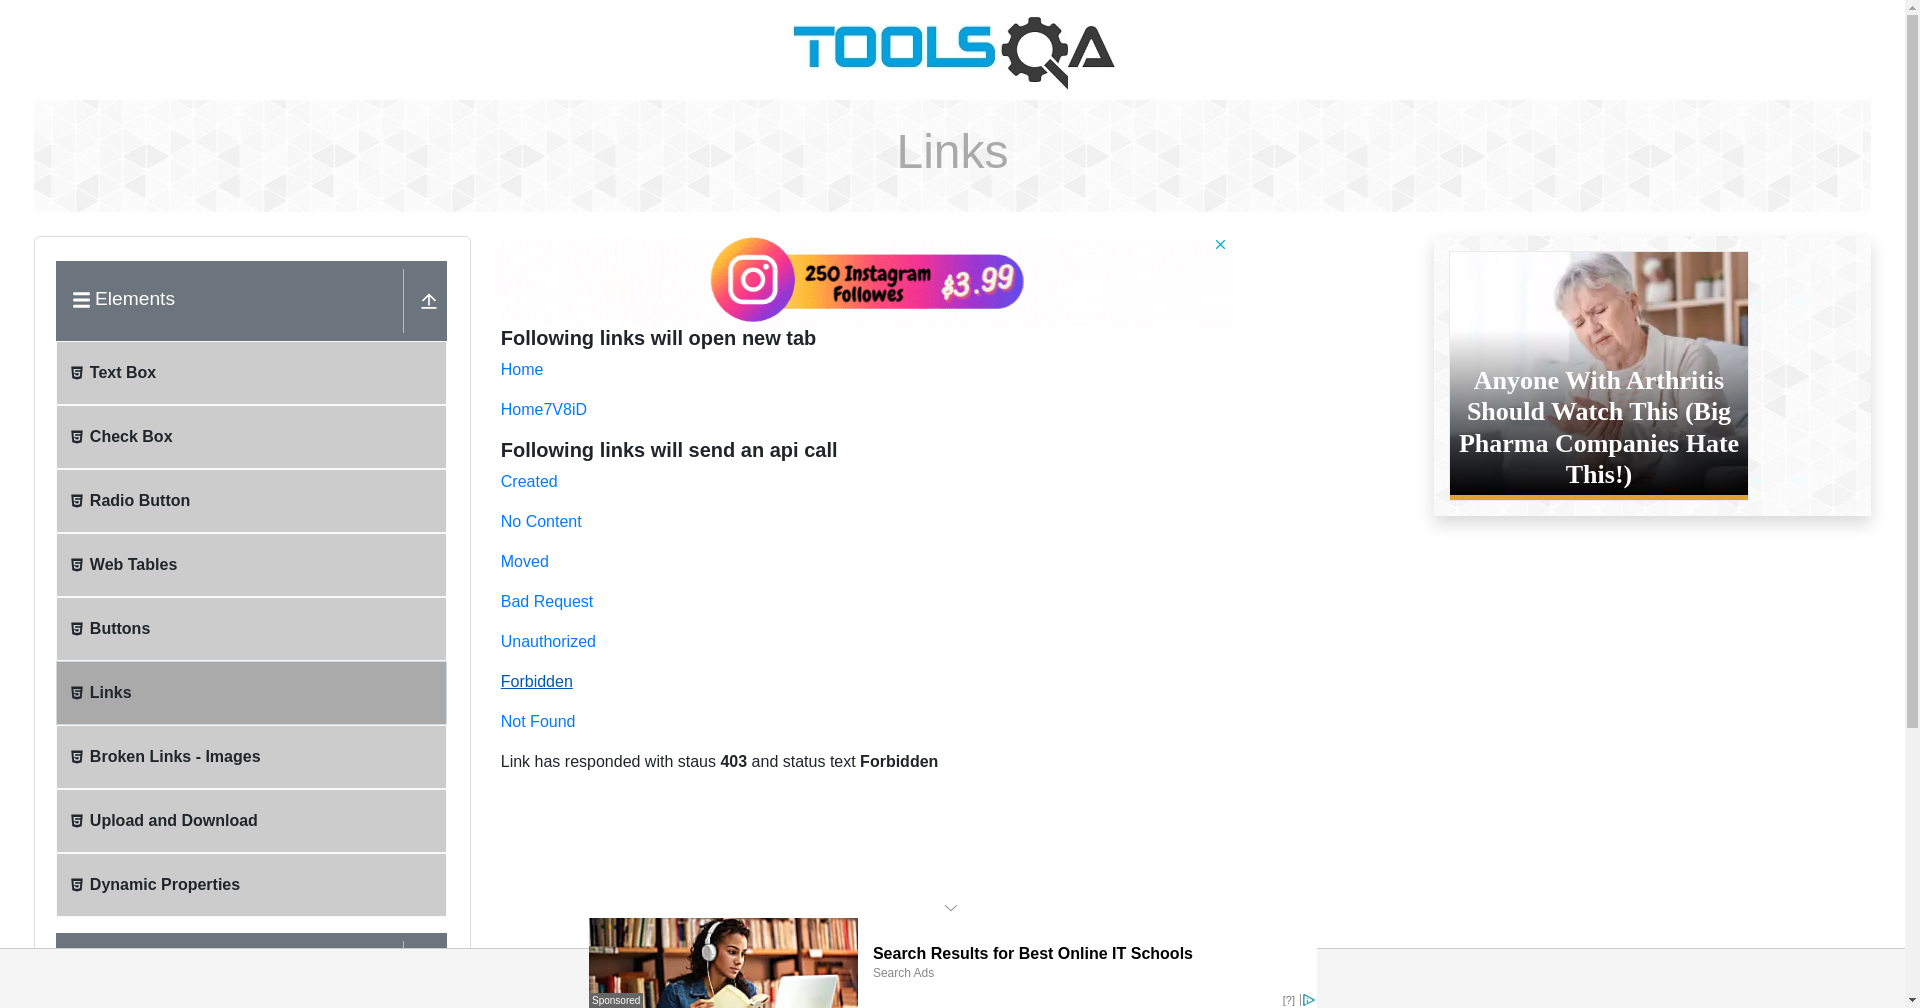 TOOLSQA
Links
Elements
Text Box
Check Box
Radio Button
Web Tables
Buttons
Links
Broken Links - Images
Upload and Download
Dynamic Properties
250 Instagram
Followes
$3.99
Following links will open new tab
Home
Home7V8iD
Following links will send an api call
Created
No Content
Moved
Bad Request
Unauthorized
Forbidden
Not Found
Link has responded with staus 403 and status text Forbidden
Anyone With Arthritis
Should Watch This (Big
Pharma Companies Hate
This!)
Search Results for Best Online IT Schools
Search Ads
Sponsored
[?]